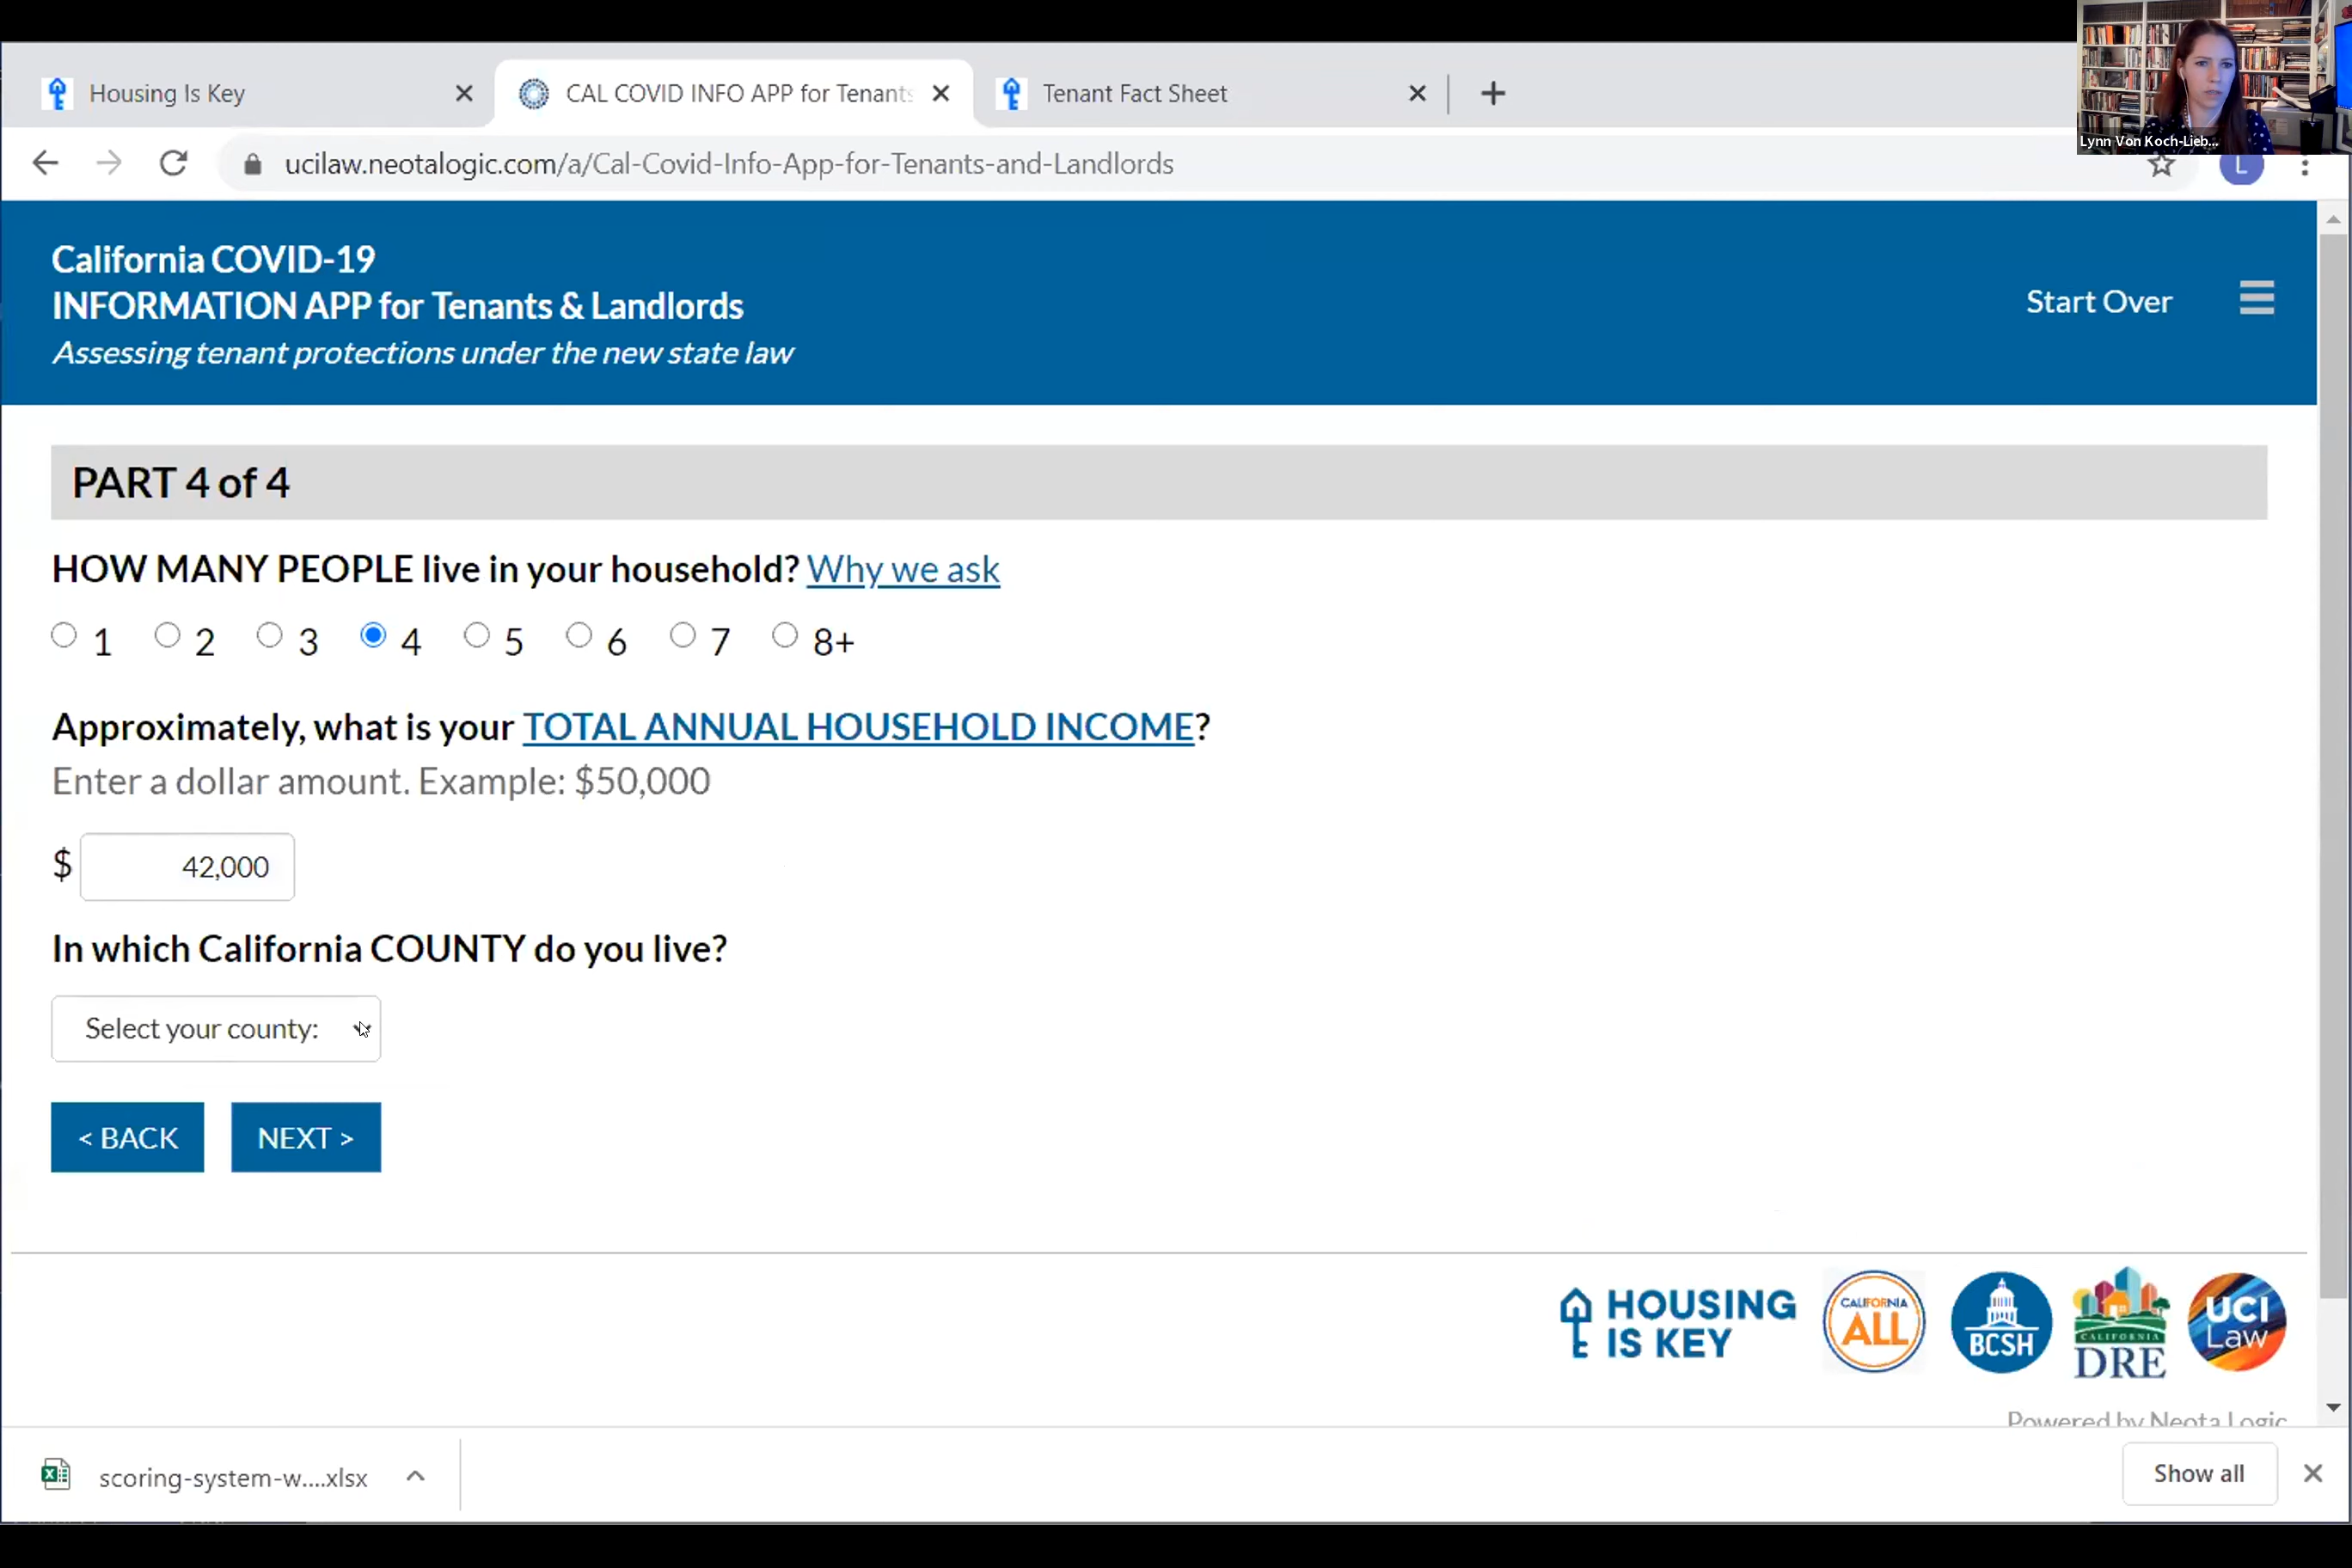 Housing Is Key
CAL COVID INFO APP for Tenants
Tenant Fact Sheet
Lynn Von Koch-Lieb...
ucilaw.neotalogic.com/a/Cal-Covid-Info-App-for-Tenants-and-Landlords
L
California COVID-19
INFORMATION APP for Tenants & Landlords
Assessing tenant protections under the new state law
Start Over
PART 4 of 4
HOW MANY PEOPLE live in your household? Why we ask
1 2 3 4 5 6 7 8+
Approximately, what is your TOTAL ANNUAL HOUSEHOLD INCOME?
Enter a dollar amount. Example: $50,000
$ 42,000
In which California COUNTY do you live?
Select your county:
< BACK NEXT >
HOUSING
IS KEY
CALIFORNIA
ALL
BCSH
CALIFORNIA
DRE
UCI
Law
Powered by Neota Logic
scoring-system-w....xlsx
Show all